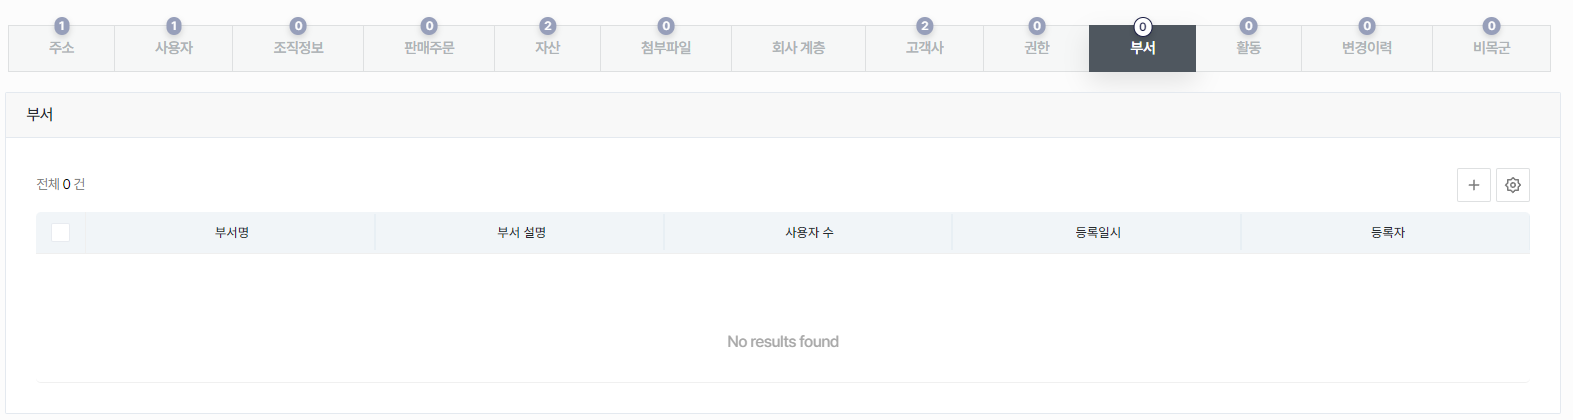 1 1 0 0 2 0 2 0 0 0 0 0
주소 사용자 조직정보 판매주문 자산 첨부파일 회사 계층 고객사 권한 부서 활동 변경이력 비목군
부서
전체 0 건
부서명 부서 설명 사용자 수 등록일시 등록자
No results found